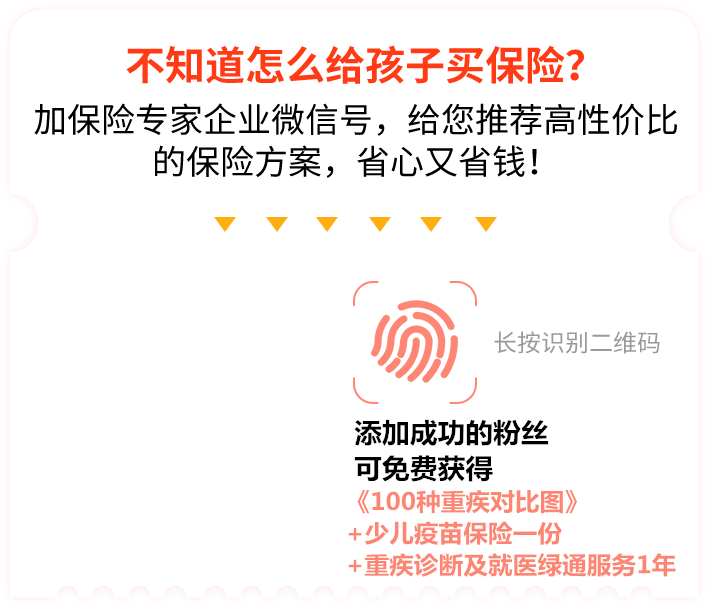 不知道怎么给孩子买保险？
加保险专家企业微信号，给您推荐高性价比
的保险方案，省心又省钱！
长按识别二维码
添加成功的粉丝
可免费获得
《100种重疾对比图》
+少儿疫苗保险一份
+重疾诊断及就医绿通服务1年